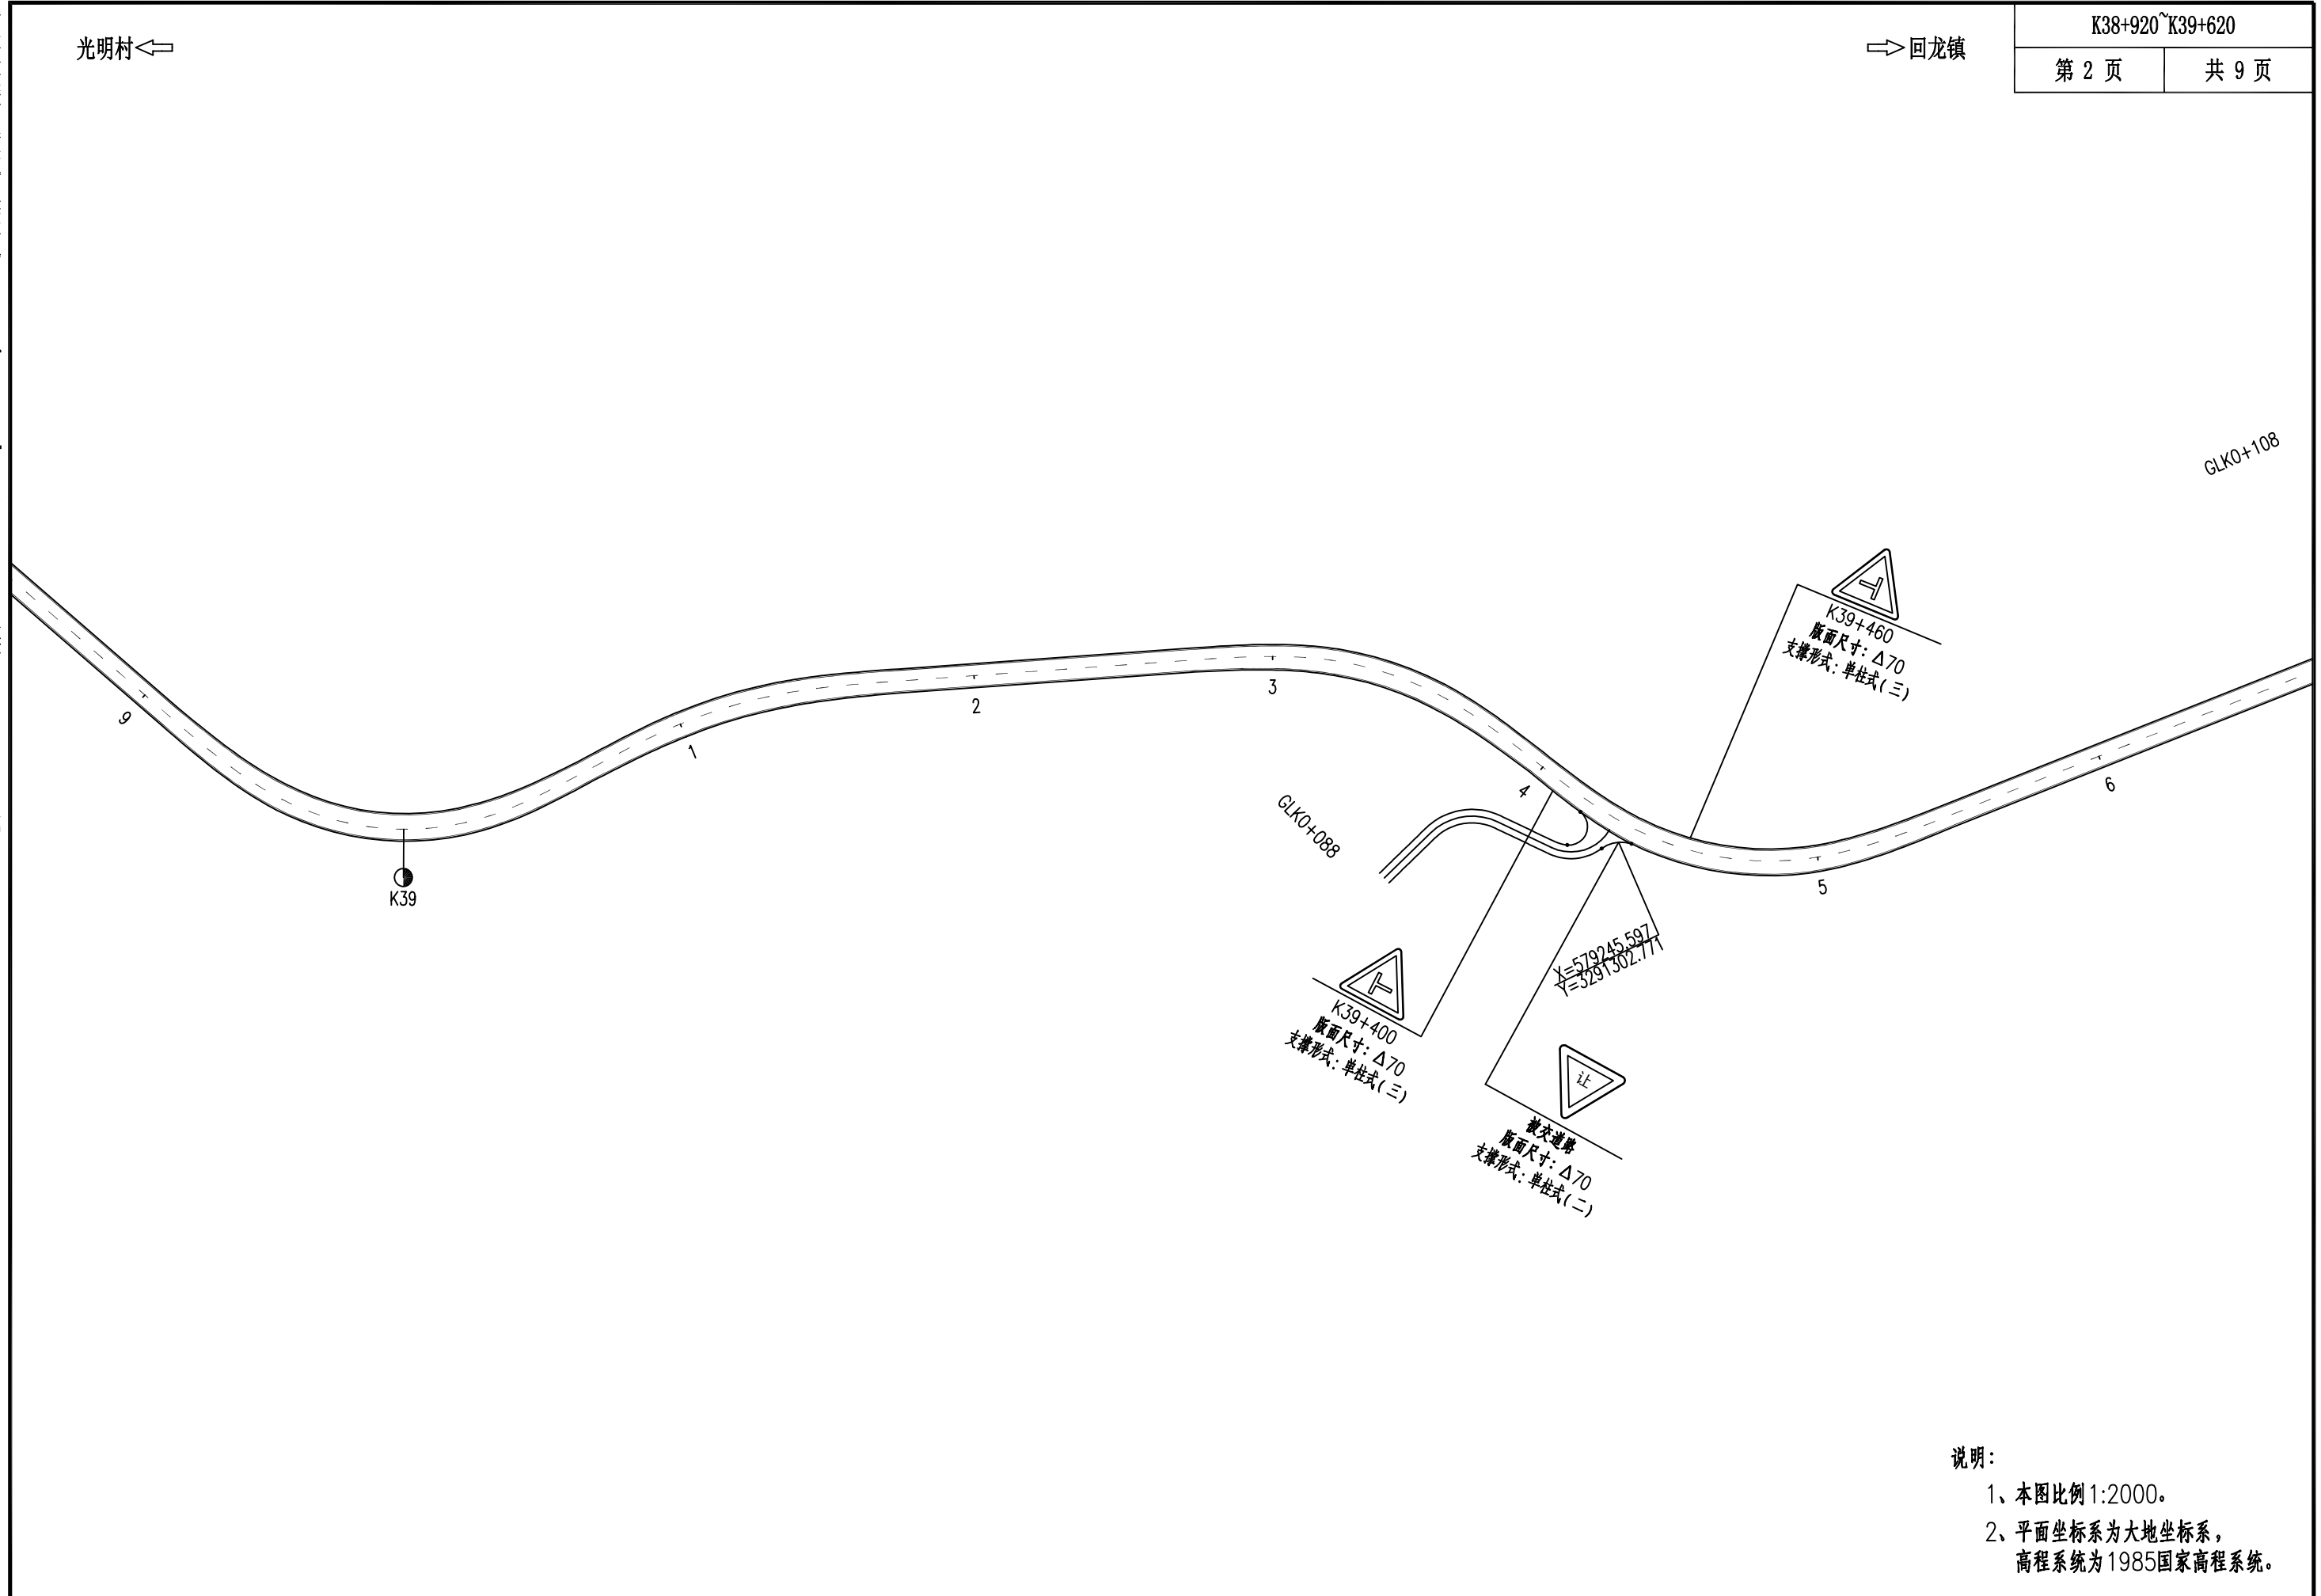 光明村
回龙镇
K38+920~K39+620
第 2 页
共 9 页
GLK0+108
K39+460
版面尺寸：Δ70
支撑形式：单柱式(三)
9
1
2
3
4
5
6
K39
GLK0+088
X=579245.597
Y=3291302.771
K39+400
版面尺寸：Δ70
支撑形式：单柱式(三)
让
被交道路
版面尺寸：Δ70
支撑形式：单柱式(二)
说明：
1、本图比例1:2000。
2、平面坐标系为大地坐标系，
高程系统为1985国家高程系统。